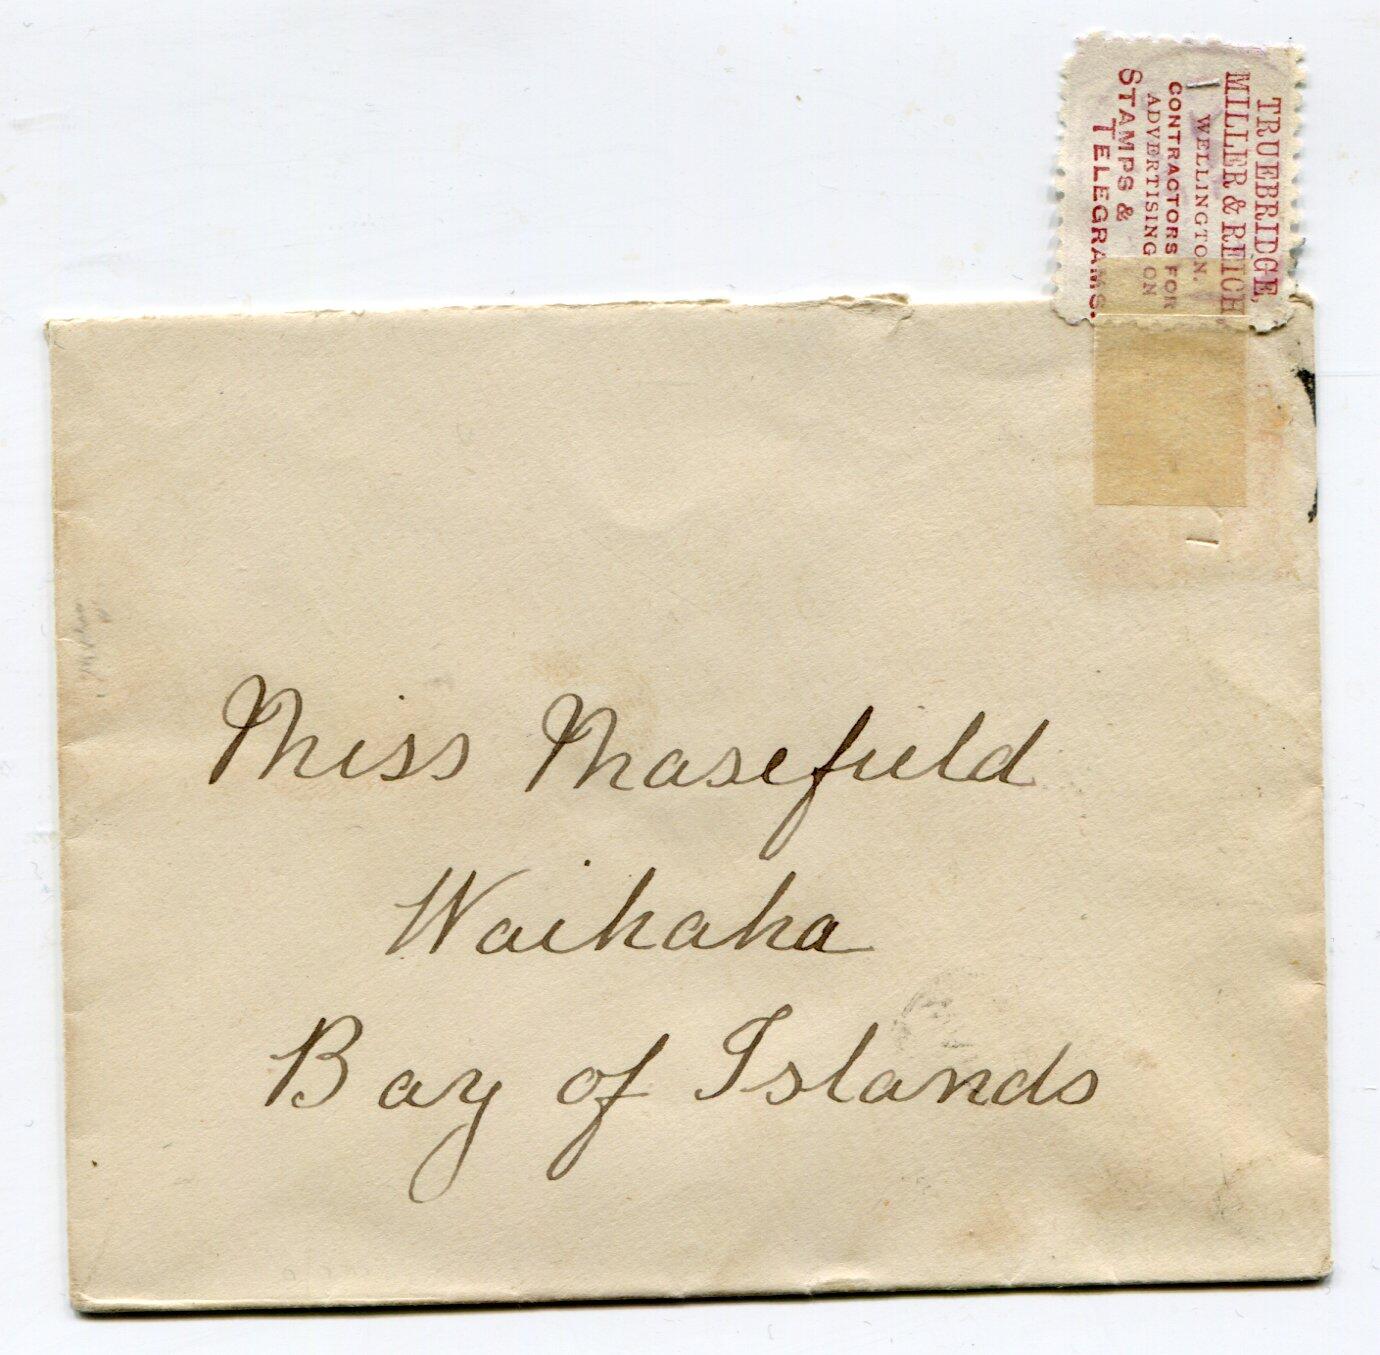 TRUEBRIDGE,
MILLER & REICH,
WELLINGTON.
CONTRACTORS FOR
ADVERTISING ON
STAMPS &
TELEGRAMS.
Miss Masefield
Waihaha
Bay of Islands